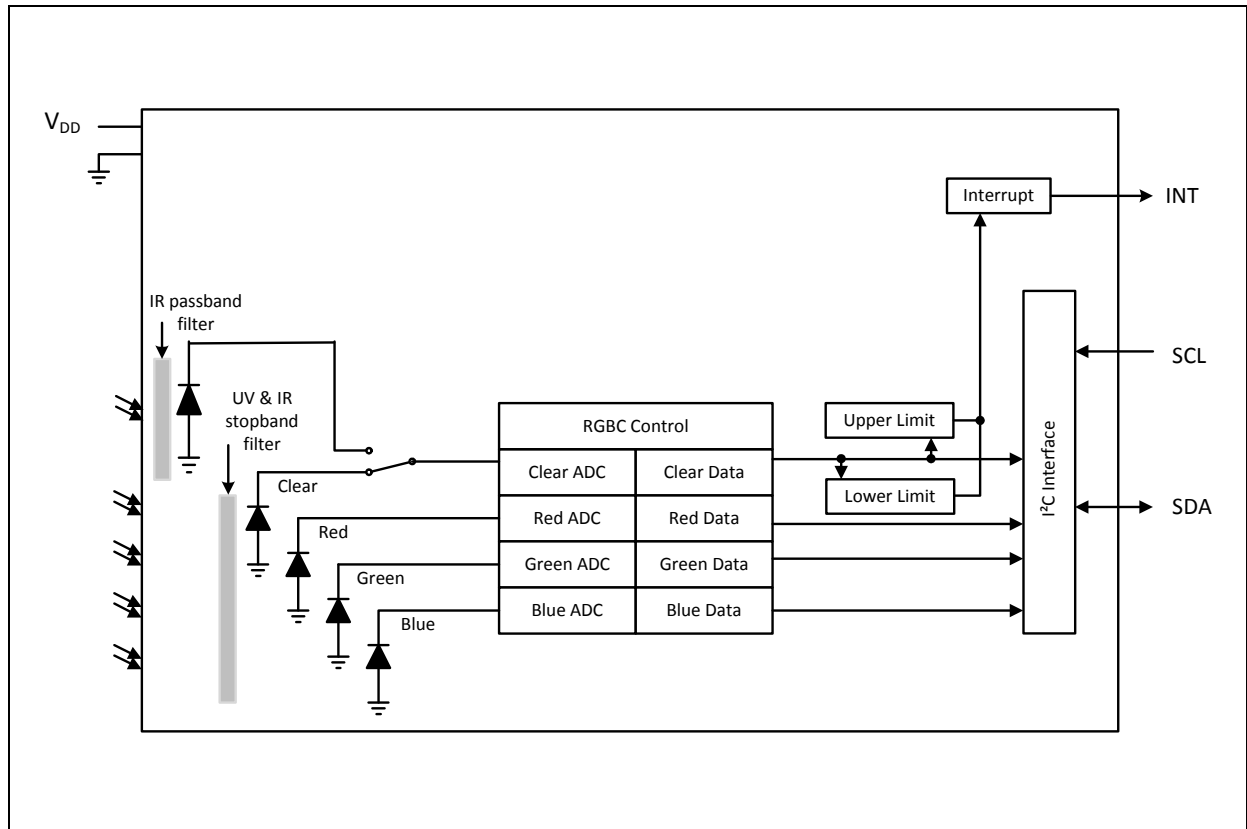 V_DD
Interrupt
INT
IR passband
filter
SCL
UV & IR
stopband
filter
RGBC Control
Upper Limit
Clear
Clear ADC
Clear Data
Lower Limit
I²C Interface
SDA
Red
Red ADC
Red Data
Green
Green ADC
Green Data
Blue
Blue ADC
Blue Data